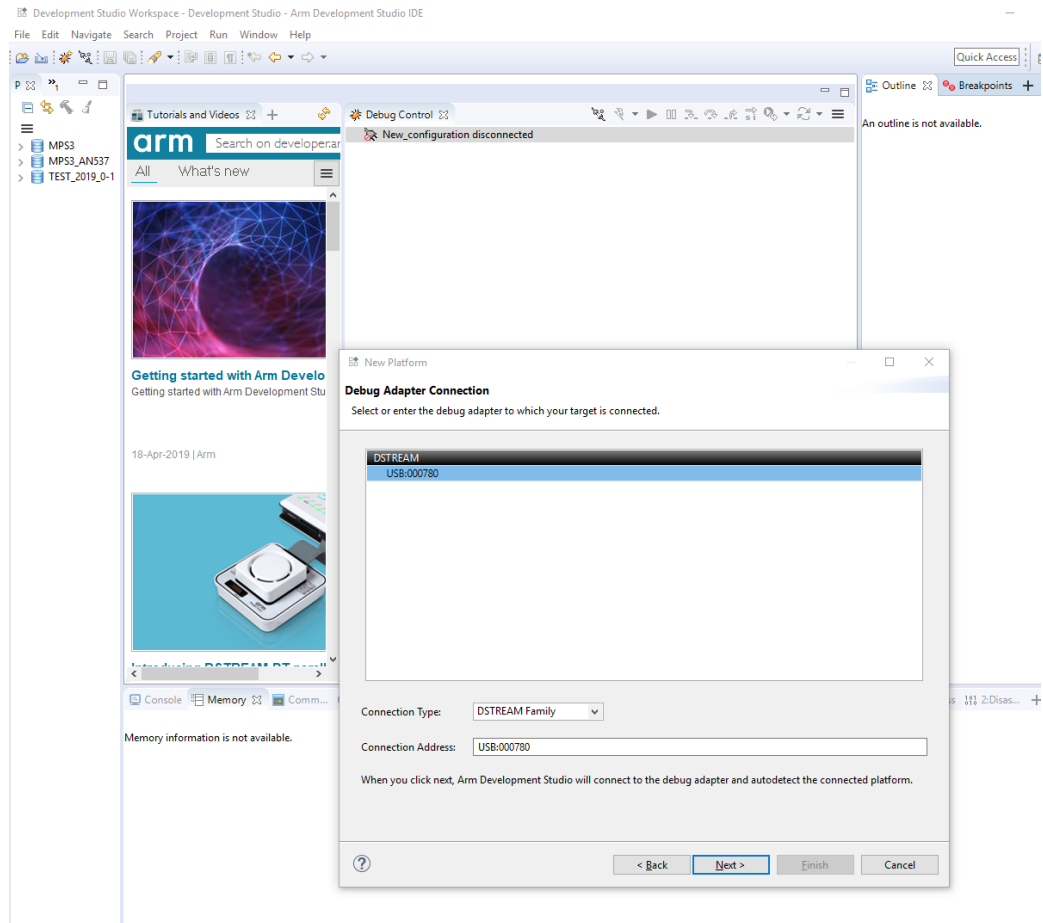 Development Studio Workspace - Development Studio - Arm Development Studio IDE
File Edit Navigate Search Project Run Window Help
Quick Access
P
1
Outline
Breakpoints
Tutorials and Videos
Debug Control
An outline is not available.
New_configuration disconnected
arm
Search on developer.ar
MPS3
MPS3_AN537
TEST_2019_0-1
All
What's new
Getting started with Arm Develo
Getting started with Arm Development Stu
18-Apr-2019 | Arm
New Platform
Debug Adapter Connection
Select or enter the debug adapter to which your target is connected.
DSTREAM
USB:000780
Connection Type:
DSTREAM Family
Connection Address:
USB:000780
When you click next, Arm Development Studio will connect to the debug adapter and autodetect the connected platform.
< Back
Next >
Finish
Cancel
Console
Memory
Comm...
s
2:Disas...
Memory information is not available.